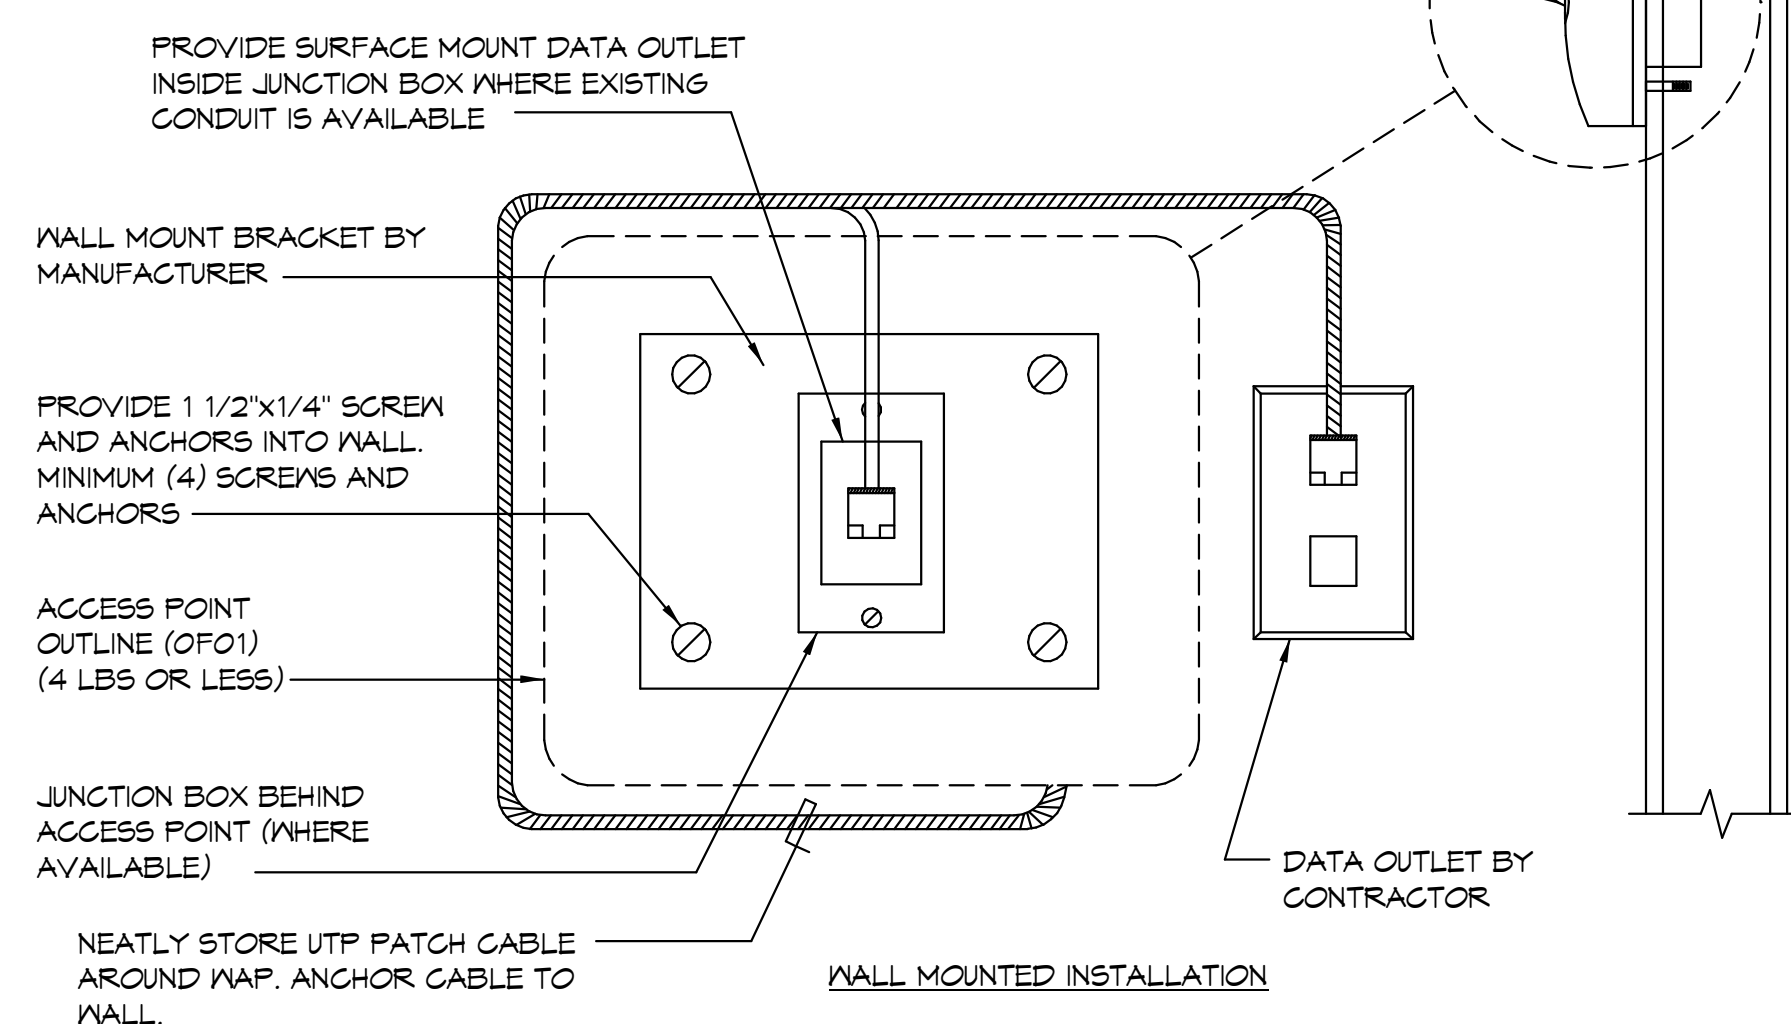 PROVIDE SURFACE MOUNT DATA OUTLET
INSIDE JUNCTION BOX WHERE EXISTING
CONDUIT IS AVAILABLE
WALL MOUNT BRACKET BY
MANUFACTURER
PROVIDE 1 1/2"x1/4" SCREW
AND ANCHORS INTO WALL.
MINIMUM (4) SCREWS AND
ANCHORS
ACCESS POINT
OUTLINE (OFO1)
(4 LBS OR LESS)
JUNCTION BOX BEHIND
ACCESS POINT (WHERE
AVAILABLE)
DATA OUTLET BY
CONTRACTOR
NEATLY STORE UTP PATCH CABLE
AROUND WAP. ANCHOR CABLE TO
WALL.
WALL MOUNTED INSTALLATION